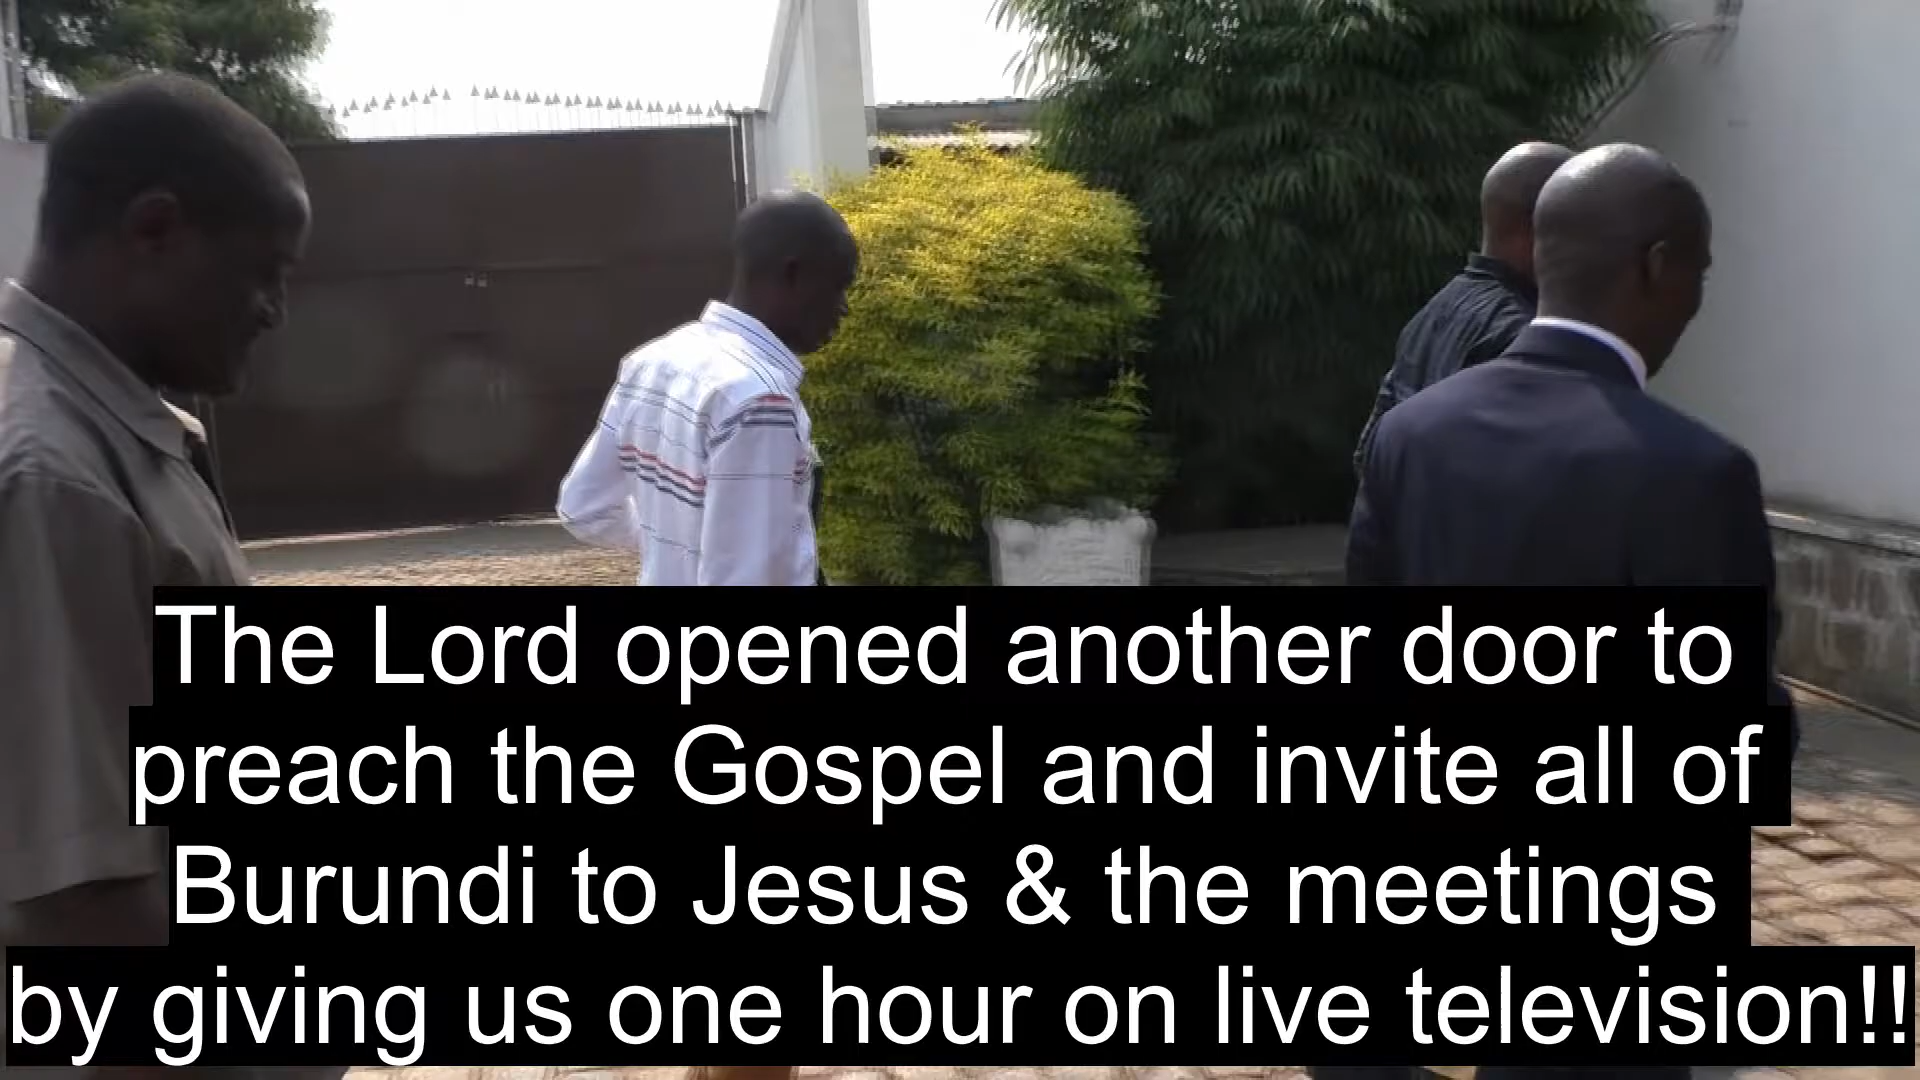 The Lord opened another door to
preach the Gospel and invite all of
Burundi to Jesus & the meetings
by giving us one hour on live television!!